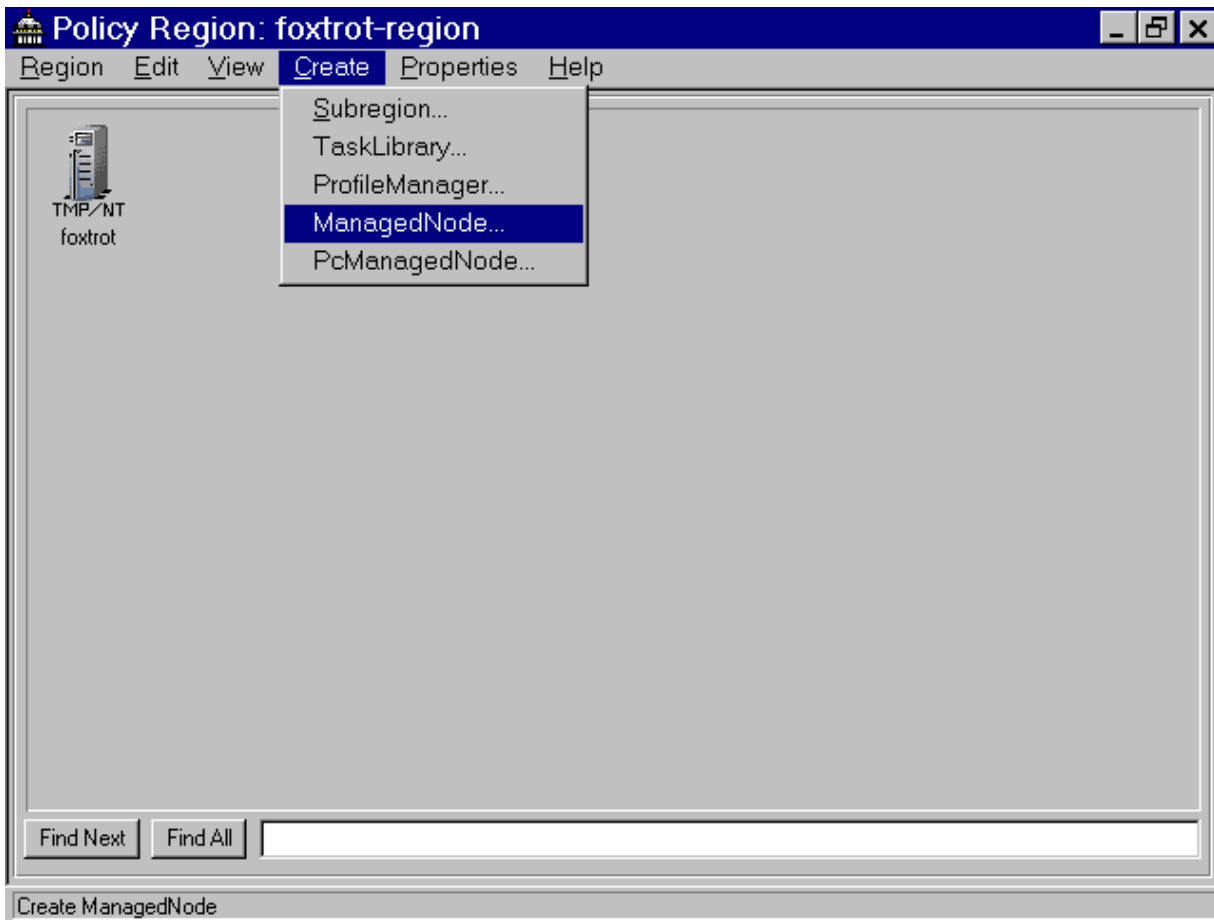 Policy Region: foxtrot-region
Region Edit View Create Properties Help
Subregion...
TaskLibrary...
ProfileManager...
ManagedNode...
PcManagedNode...
TMP/NT
foxtrot
Find Next Find All
Create ManagedNode